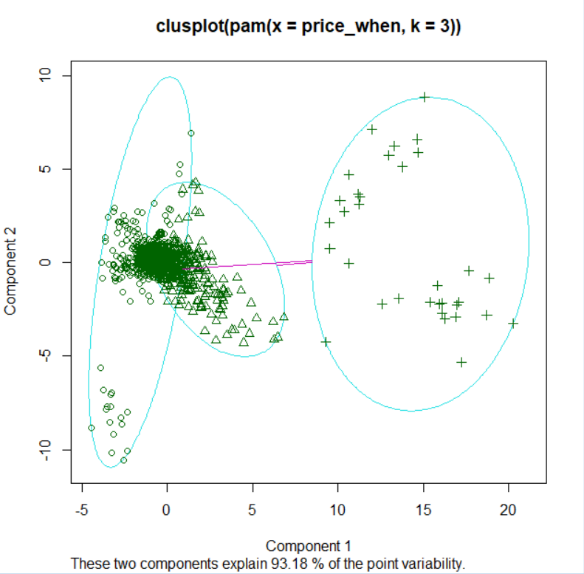 clusplot(pam(x = price_when, k = 3))
10
5
0
-5
-10
Component 2
-5 0 5 10 15 20
Component 1
These two components explain 93.18 % of the point variability.